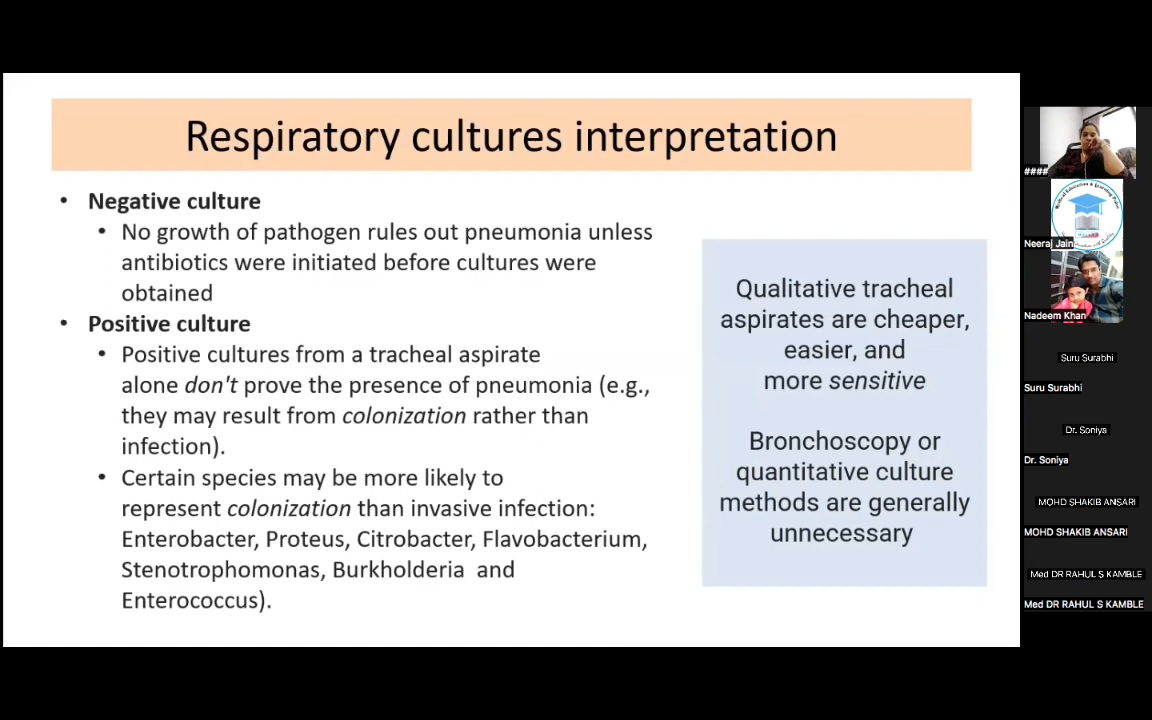 Respiratory cultures interpretation
• Negative culture
• No growth of pathogen rules out pneumonia unless
antibiotics were initiated before cultures were
obtained
• Positive culture
• Positive cultures from a tracheal aspirate
alone don't prove the presence of pneumonia (e.g.,
they may result from colonization rather than
infection).
• Certain species may be more likely to
represent colonization than invasive infection:
Enterobacter, Proteus, Citrobacter, Flavobacterium,
Stenotrophomonas, Burkholderia and
Enterococcus).
Qualitative tracheal
aspirates are cheaper,
easier, and
more sensitive
Bronchoscopy or
quantitative culture
methods are generally
unnecessary
####
Neeraj Jain
Nadeem Khan
Suru Surabhi
Suru Surabhi
Dr. Soniya
Dr. Soniya
MOHD SHAKIB ANSARI
MOHD SHAKIB ANSARI
Med DR RAHUL S KAMBLE
Med DR RAHUL S KAMBLE